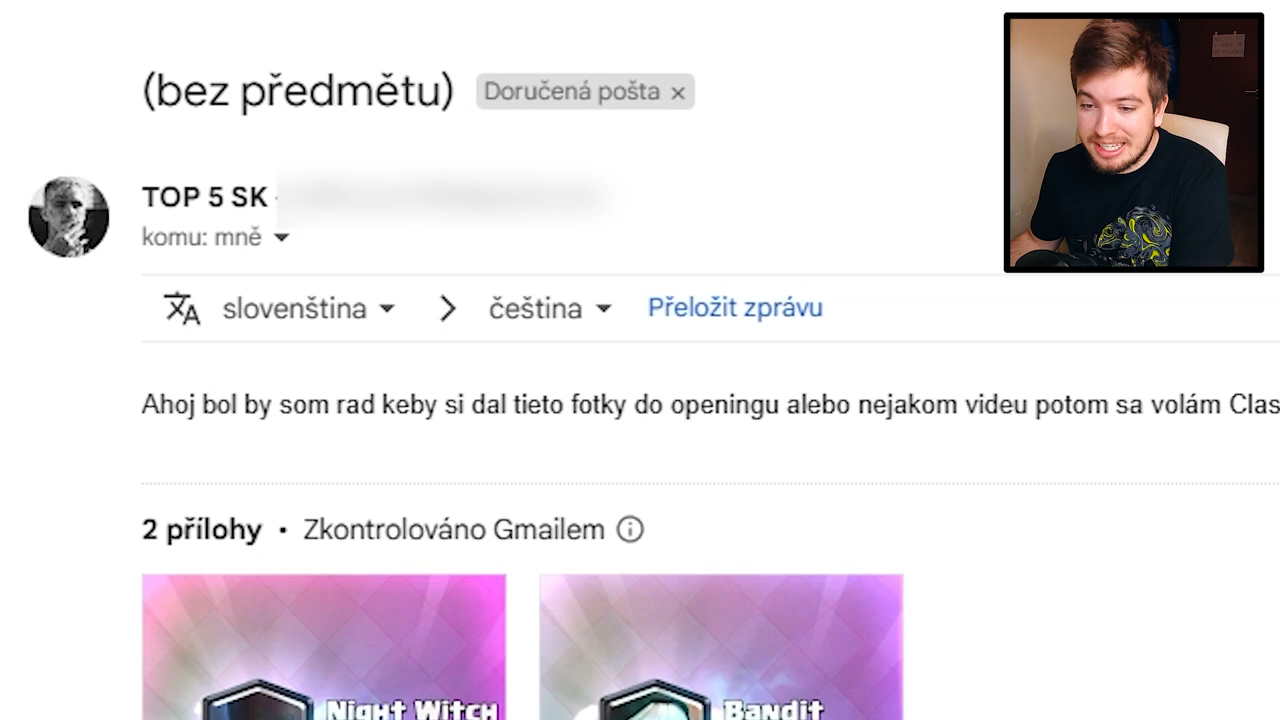 (bez předmětu) Doručená pošta ×
TOP 5 SK
komu: mně
slovenština > čeština Přeložit zprávu
Ahoj bol by som rad keby si dal tieto fotky do openingu alebo nejakom videu potom sa volám Clas
2 přílohy • Zkontrolováno Gmailem
Night Witch
Bandit